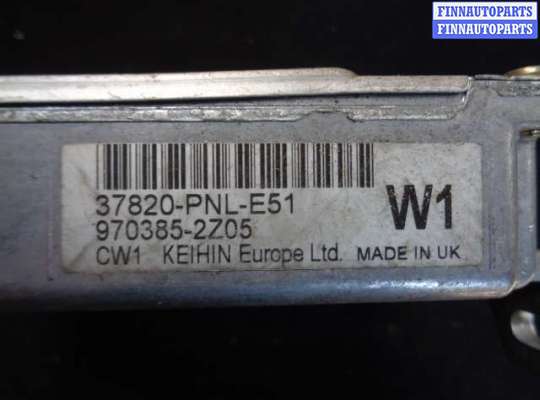 FINNAUTOPARTS
FINNAUTOPARTS
37820-PNL-E51
970385-2Z05
W1
CW1 KEIHIN Europe Ltd. MADE IN UK